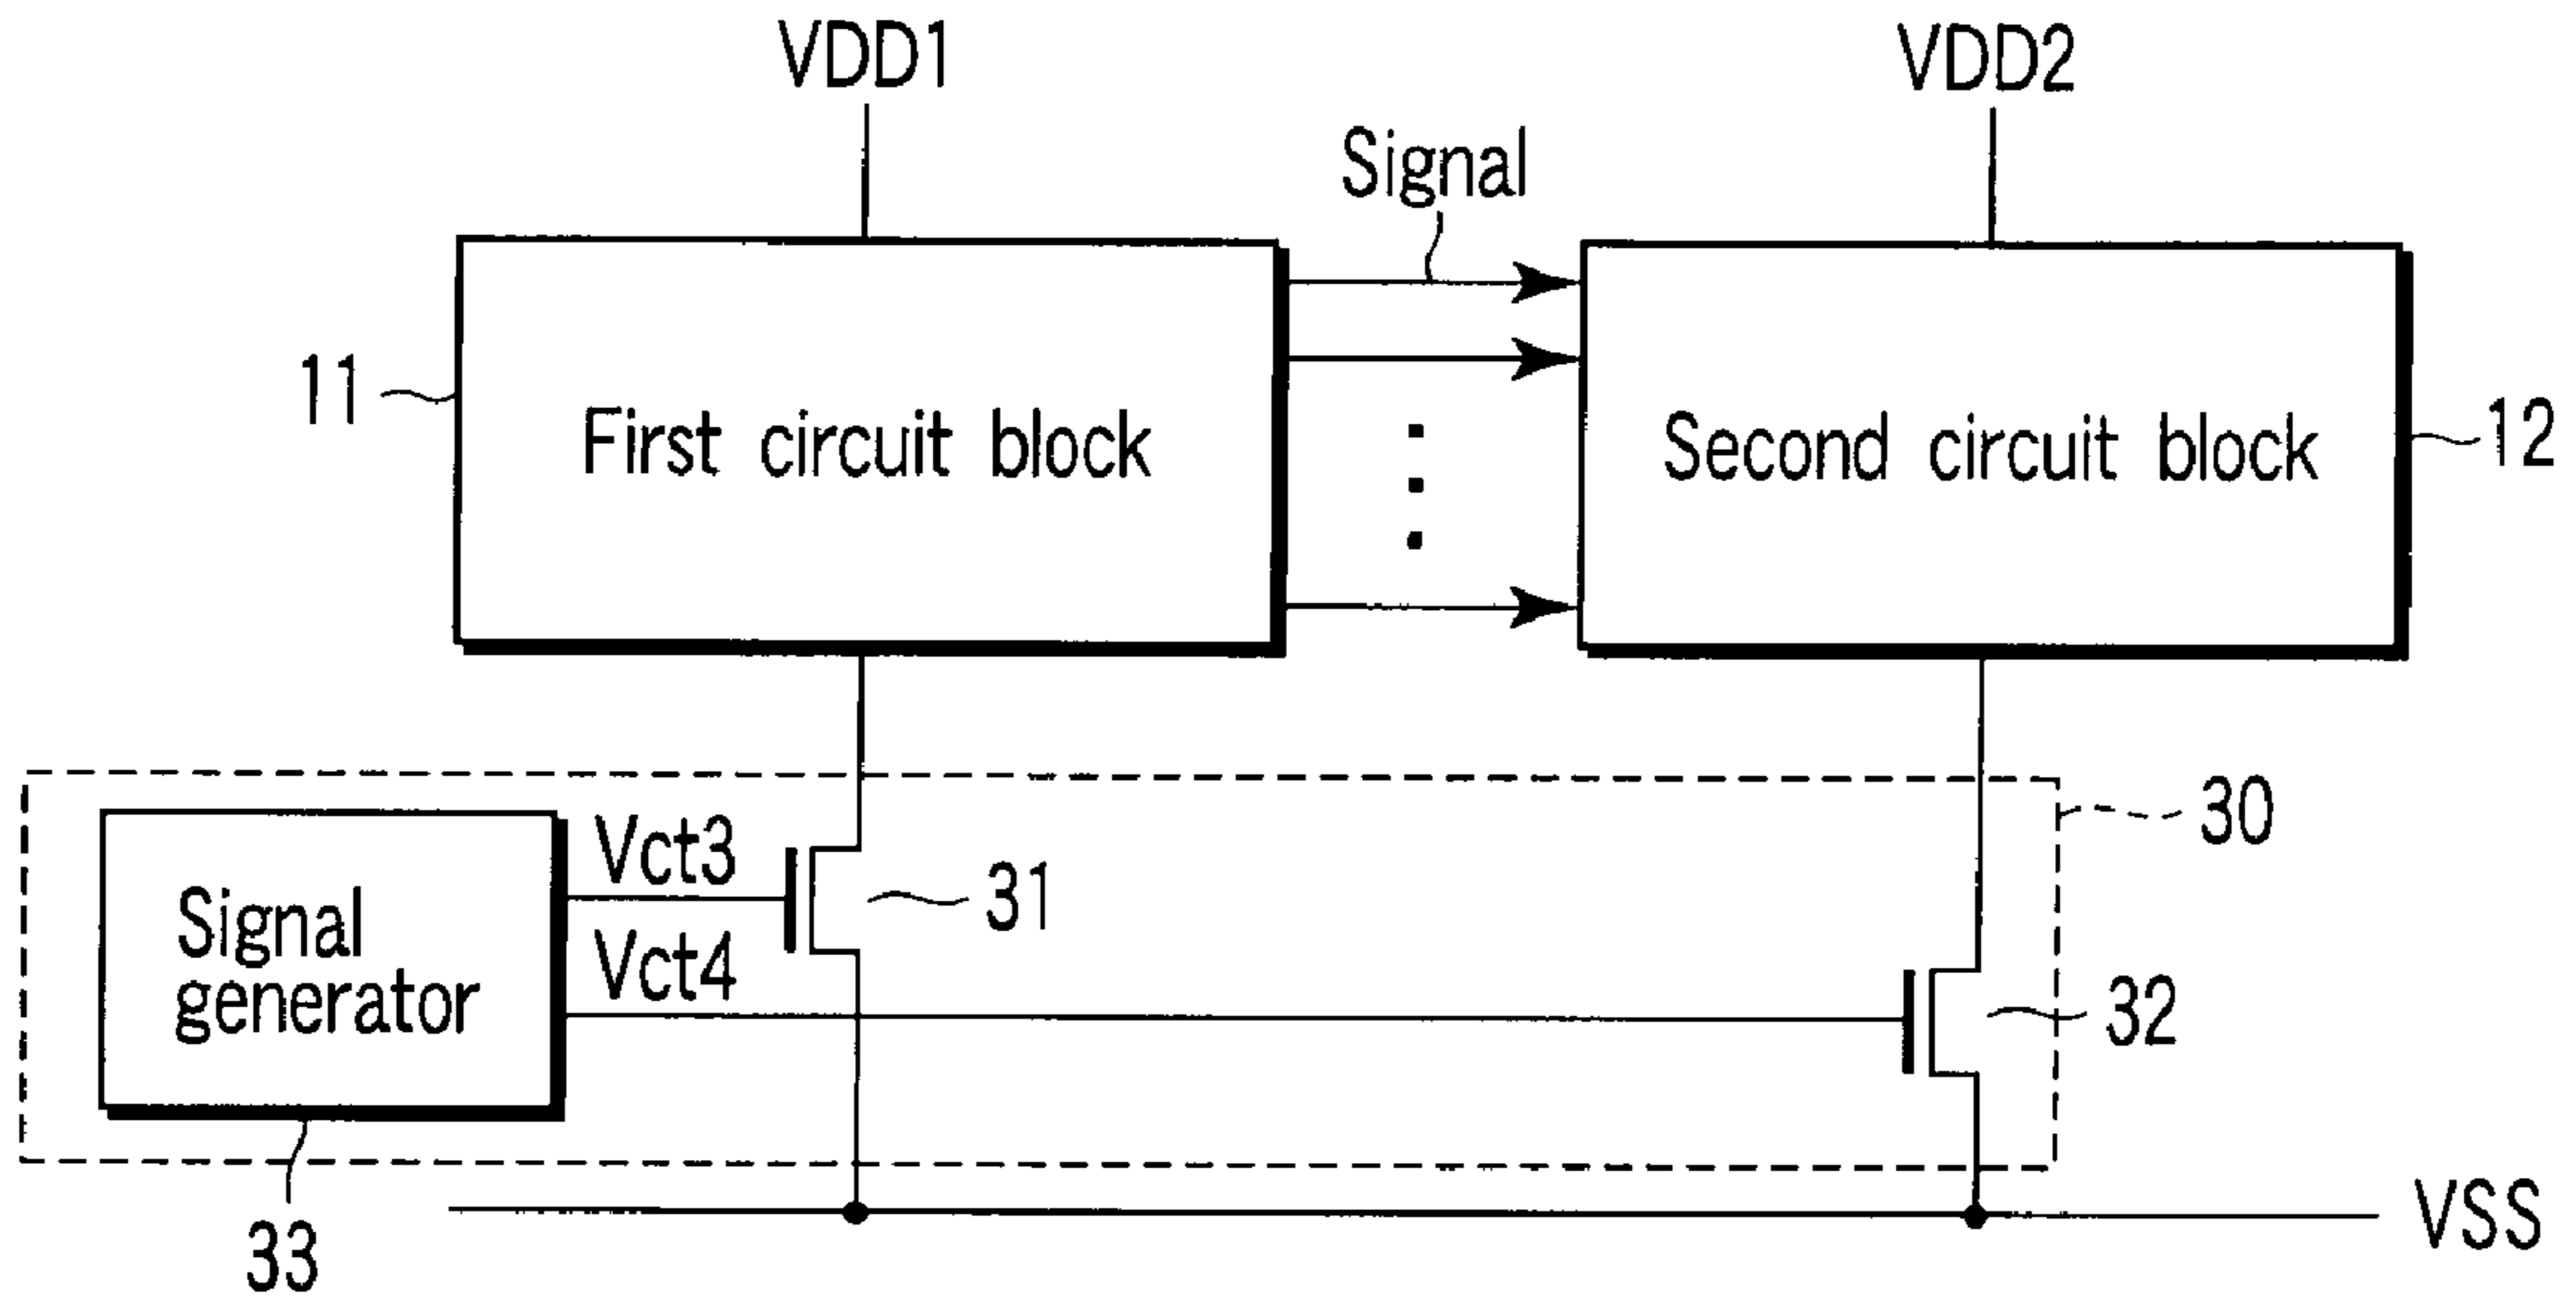 VDD1
VDD2
Signal
11
First circuit block
Second circuit block
12
30
Vct3
31
Signal
generator
Vct4
32
33
VSS